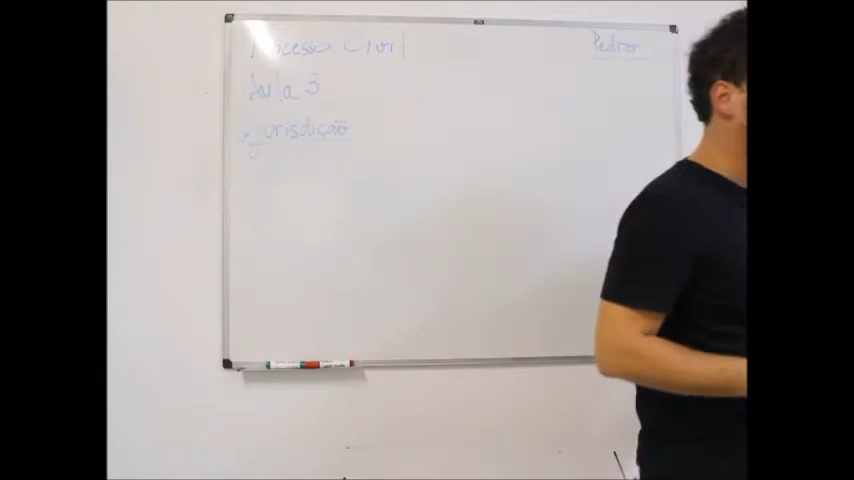 Processo Civil
Pedro
Aula 3
• Jurisdição